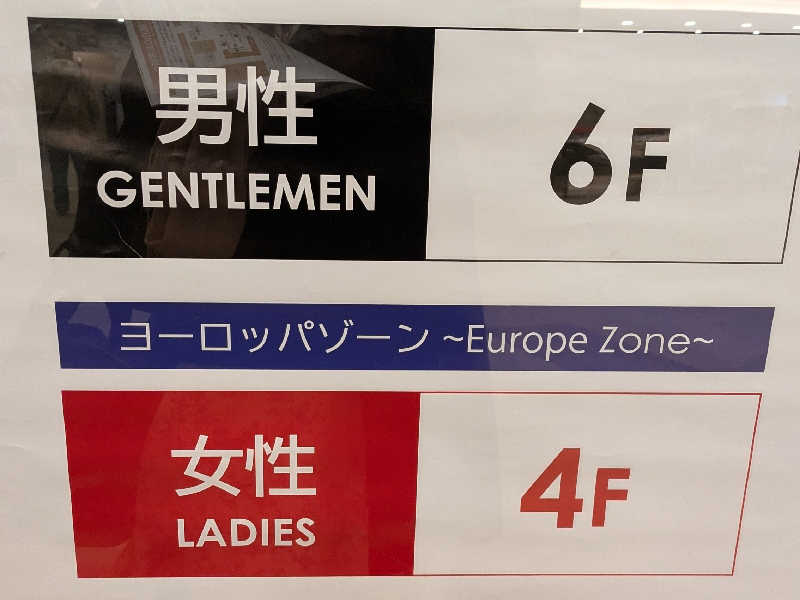 男性
GENTLEMEN
6F
ヨーロッパゾーン ~Europe Zone~
女性
LADIES
4F